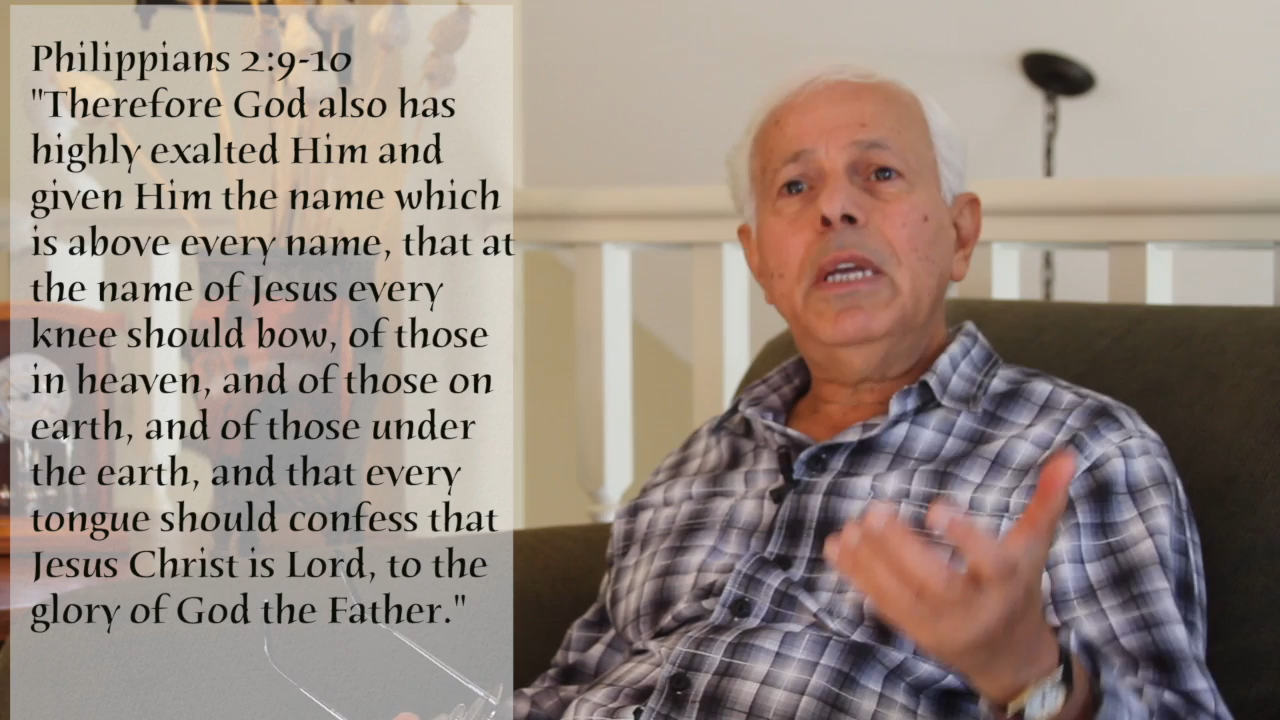 Philippians 2:9-10
"Therefore God also has
highly exalted Him and
given Him the name which
is above every name, that at
the name of Jesus every
knee should bow, of those
in heaven, and of those on
earth, and of those under
the earth, and that every
tongue should confess that
Jesus Christ is Lord, to the
glory of God the Father."